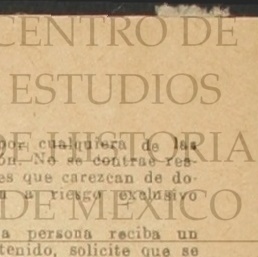 CENTRO DE
ESTUDIOS
DE HISTORIA
DE MEXICO
por cualquiera de las
ón. No se contrae res-
es que carezcan de do-
a riesgo exclusivo
a persona reciba un
tenido, solicite que se